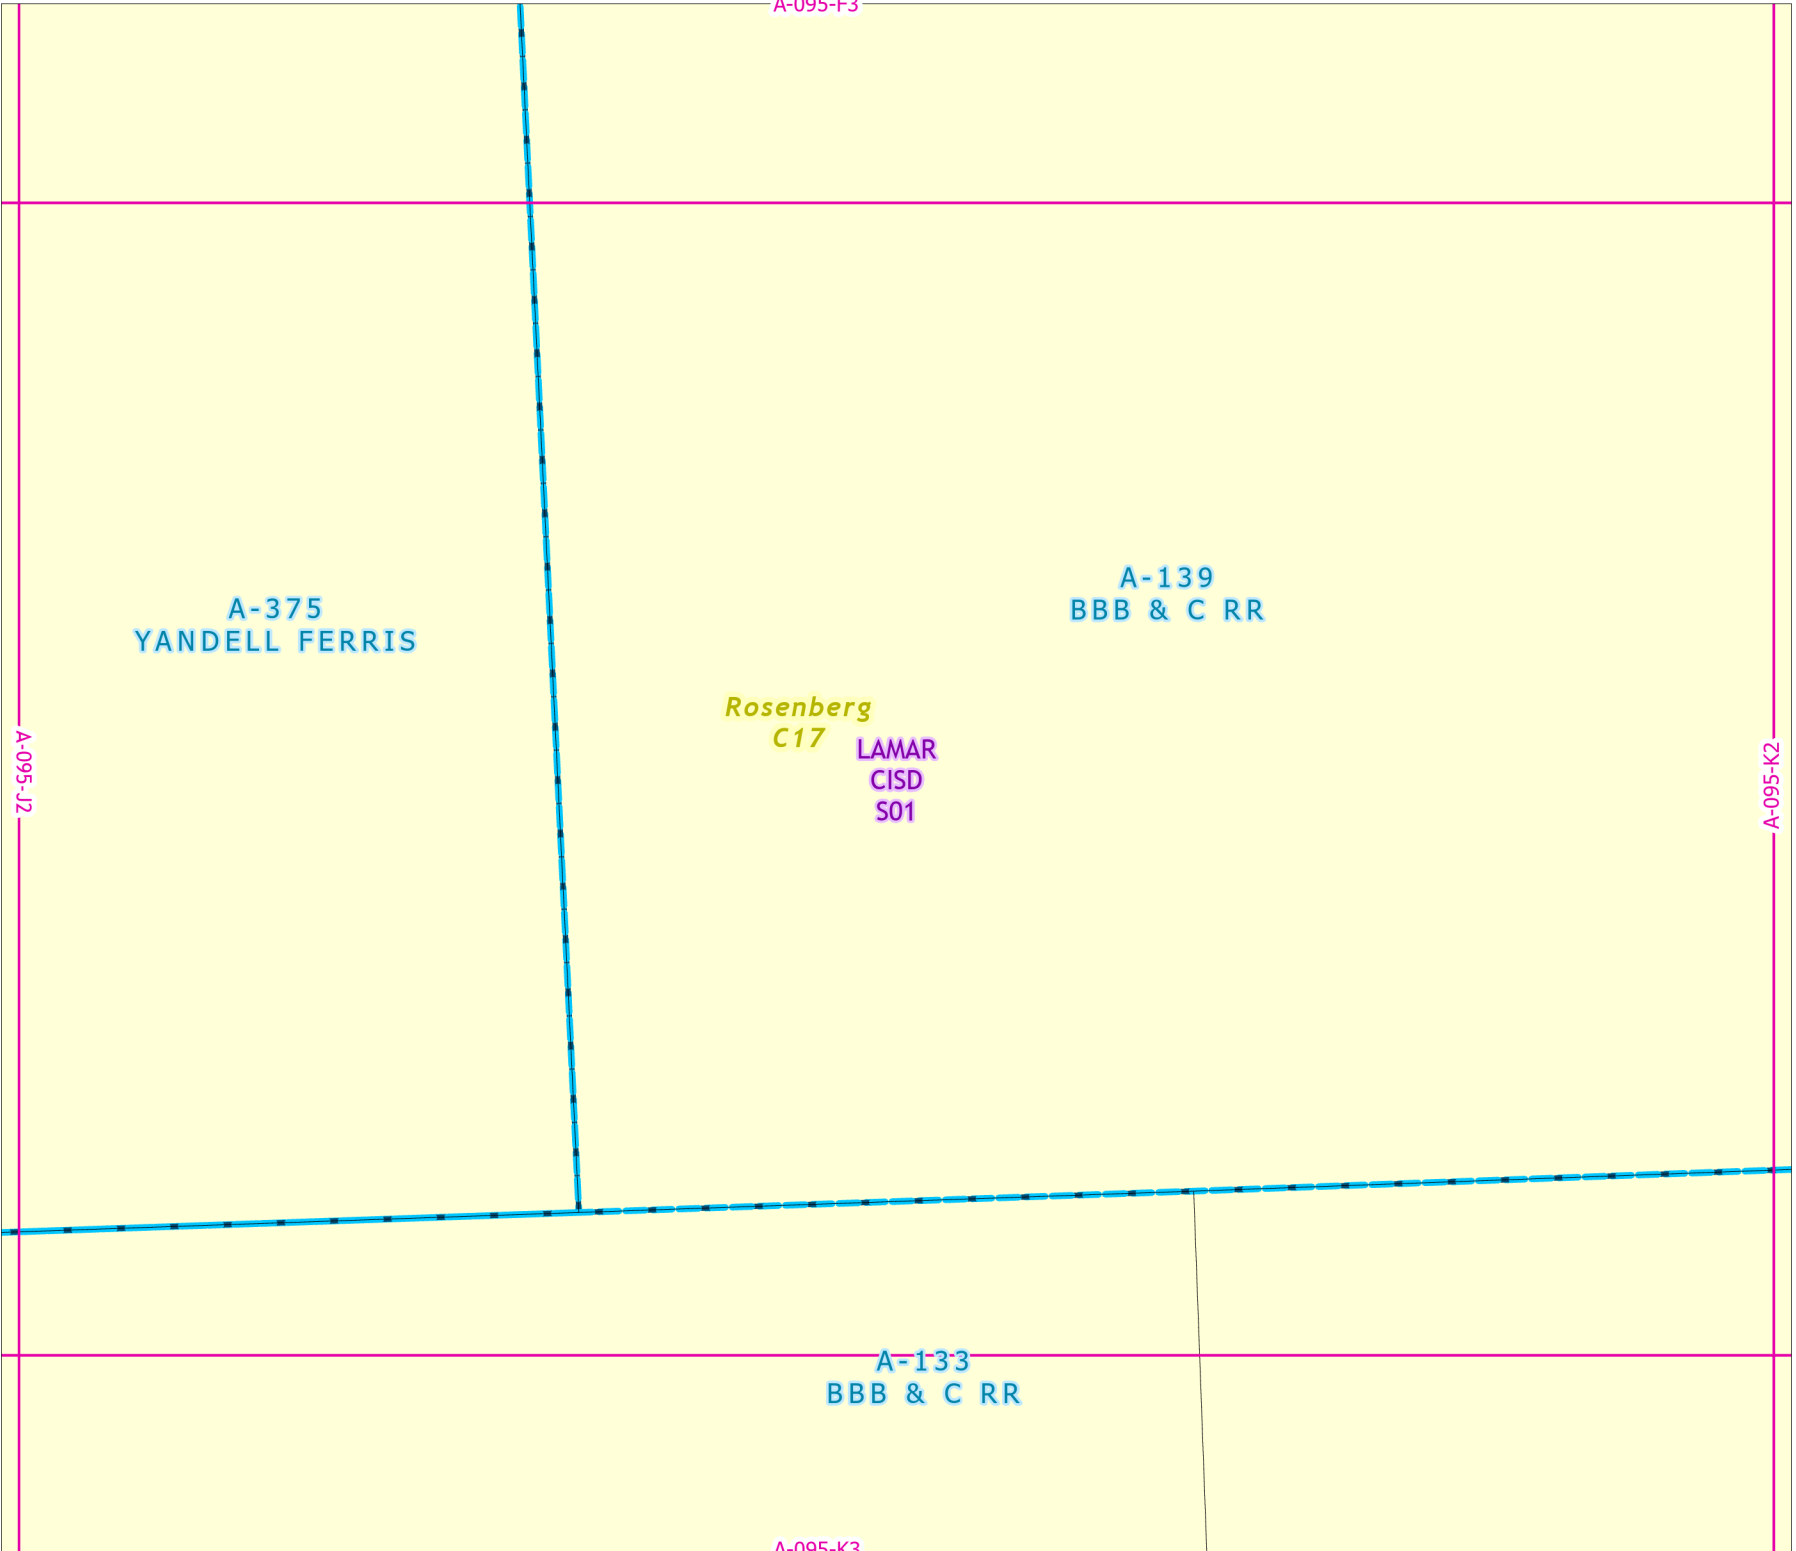 A-095-F3
A-139
BBB & C RR
A-375
YANDELL FERRIS
Rosenberg
C17
LAMAR
CISD
S01
A-095-J2
A-095-K2
A-133
BBB & C RR
A-095-K3